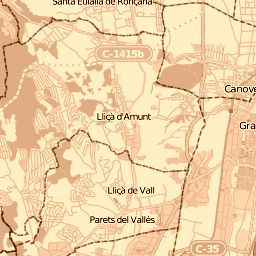 Santa Eulàlia de Ronçana
C-1415b
Canove
Lliçà d'Amunt
Gra
Lliçà de Vall
Parets del Vallès
C-35